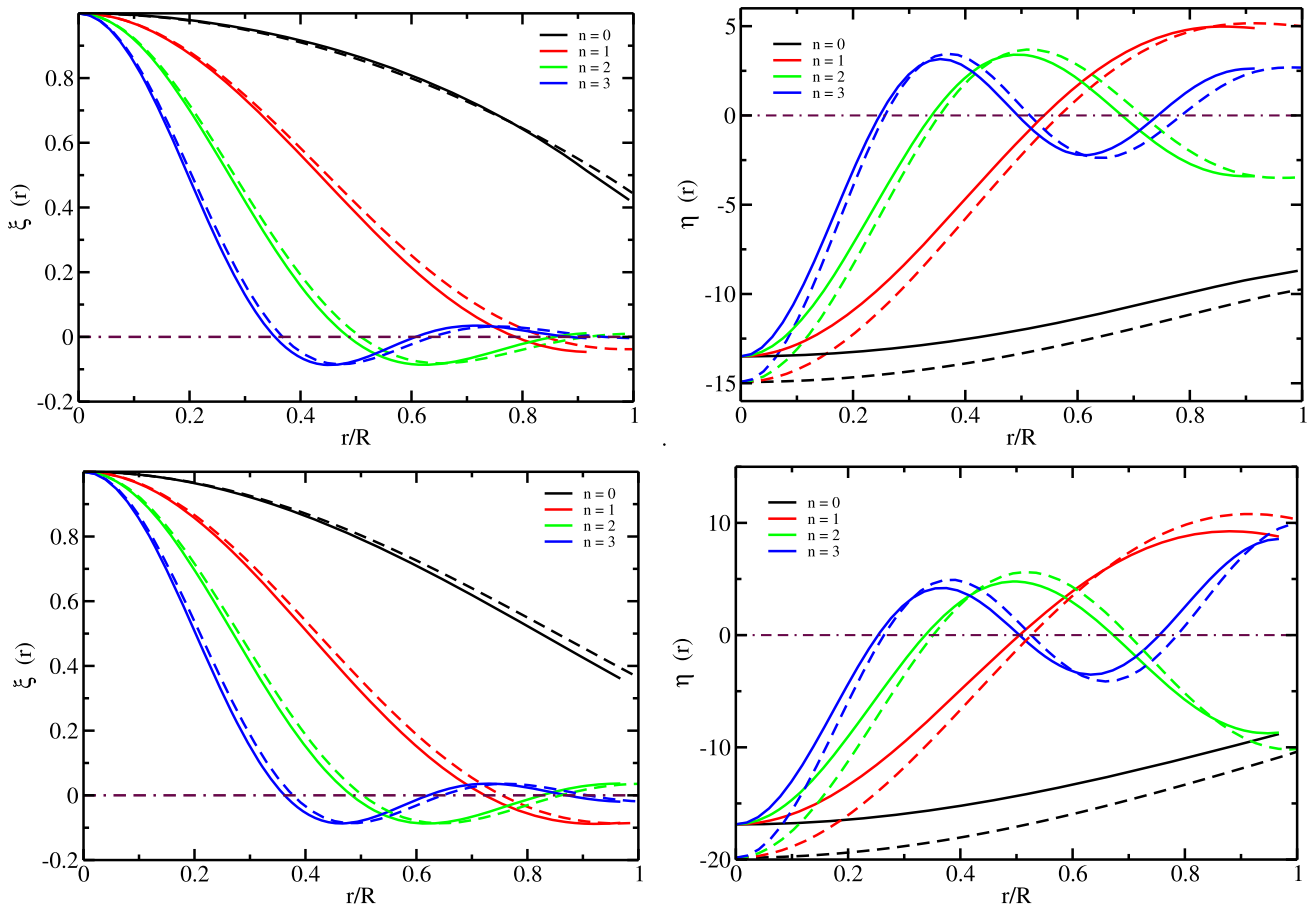 n = 0
n = 1
n = 2
n = 3
0.8
0.6
0.4
0.2
0
-0.2
0 0.2 0.4 0.6 0.8 1
ξ (r)
r/R
n = 0
n = 1
n = 2
n = 3
5
0
-5
-10
-15
0 0.2 0.4 0.6 0.8 1
η (r)
r/R
.
n = 0
n = 1
n = 2
n = 3
0.8
0.6
0.4
0.2
0
-0.2
0 0.2 0.4 0.6 0.8 1
ξ (r)
r/R
n = 0
n = 1
n = 2
n = 3
10
0
-10
-20
0 0.2 0.4 0.6 0.8 1
η (r)
r/R